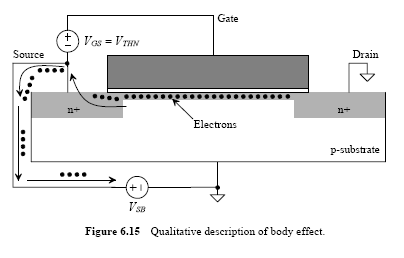 Gate
V_GS = V_THN
Source
Drain
n+
n+
Electrons
p-substrate
V_SB
Figure 6.15 Qualitative description of body effect.